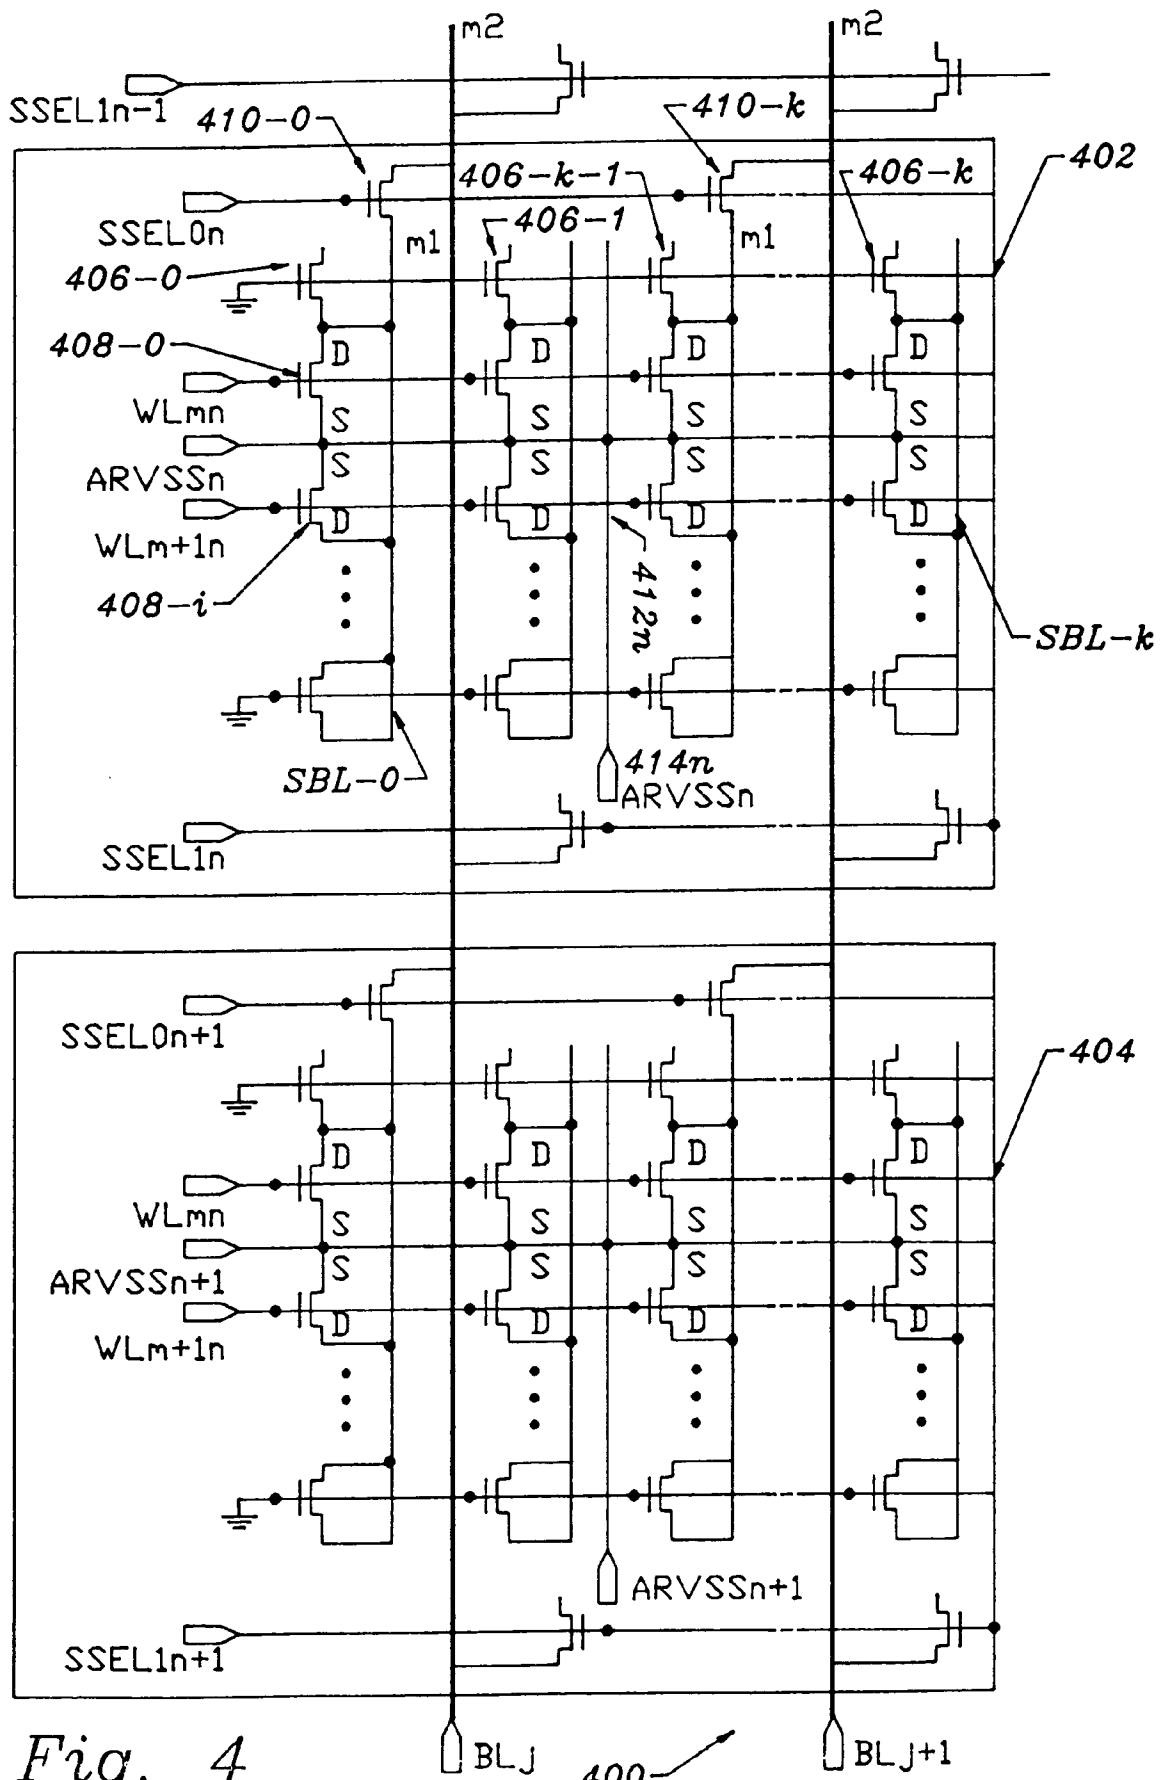 m2 m2
SSEL1n-1
410-0 410-k
402
406-k-1 406-k
SSEL0n
406-1
m1 m1
406-0
408-0
D D D D
WLmn
S S S S
ARVSSn
S S S S
WLm+1n
D D D D
408-i
412n
SBL-k
SBL-0
414n
ARVSSn
SSEL1n
SSEL0n+1
404
D D D D
WLmn
S S S S
ARVSSn+1
S S S S
WLm+1n
D D D D
ARVSSn+1
SSEL1n+1
Fig. 4
BLj
400
BLj+1